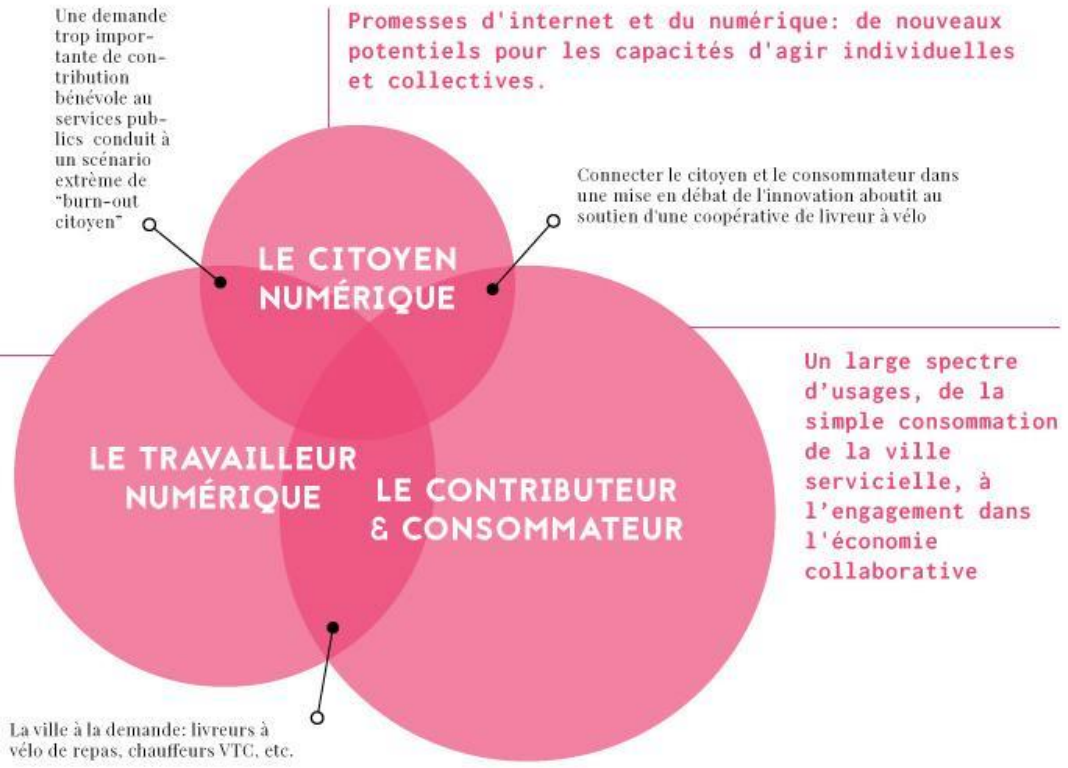 Une demande
trop impor-
tante de con-
tribution
bénévole au
services pub-
lics conduit à
un scénario
extrême de
"burn-out
citoyen"
Promesses d'internet et du numérique: de nouveaux
potentiels pour les capacités d'agir individuelles
et collectives.
Connecter le citoyen et le consommateur dans
une mise en débat de l'innovation aboutit au
soutien d'une coopérative de livreur à vélo
LE CITOYEN
NUMÉRIQUE
Un large spectre
d'usages, de la
simple consommation
de la ville
servicielle, à
l'engagement dans
l'économie
collaborative
LE TRAVAILLEUR
NUMÉRIQUE
LE CONTRIBUTEUR
& CONSOMMATEUR
La ville à la demande: livreurs à
vélo de repas, chauffeurs VTC, etc.